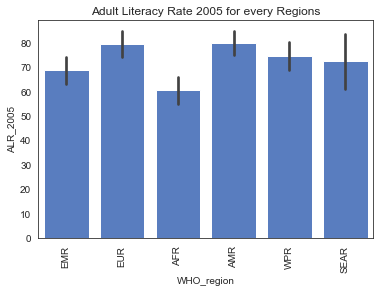 Adult Literacy Rate 2005 for every Regions
ALR_2005
80
70
60
50
40
30
20
10
0
EMR
EUR
AFR
AMR
WPR
SEAR
WHO_region